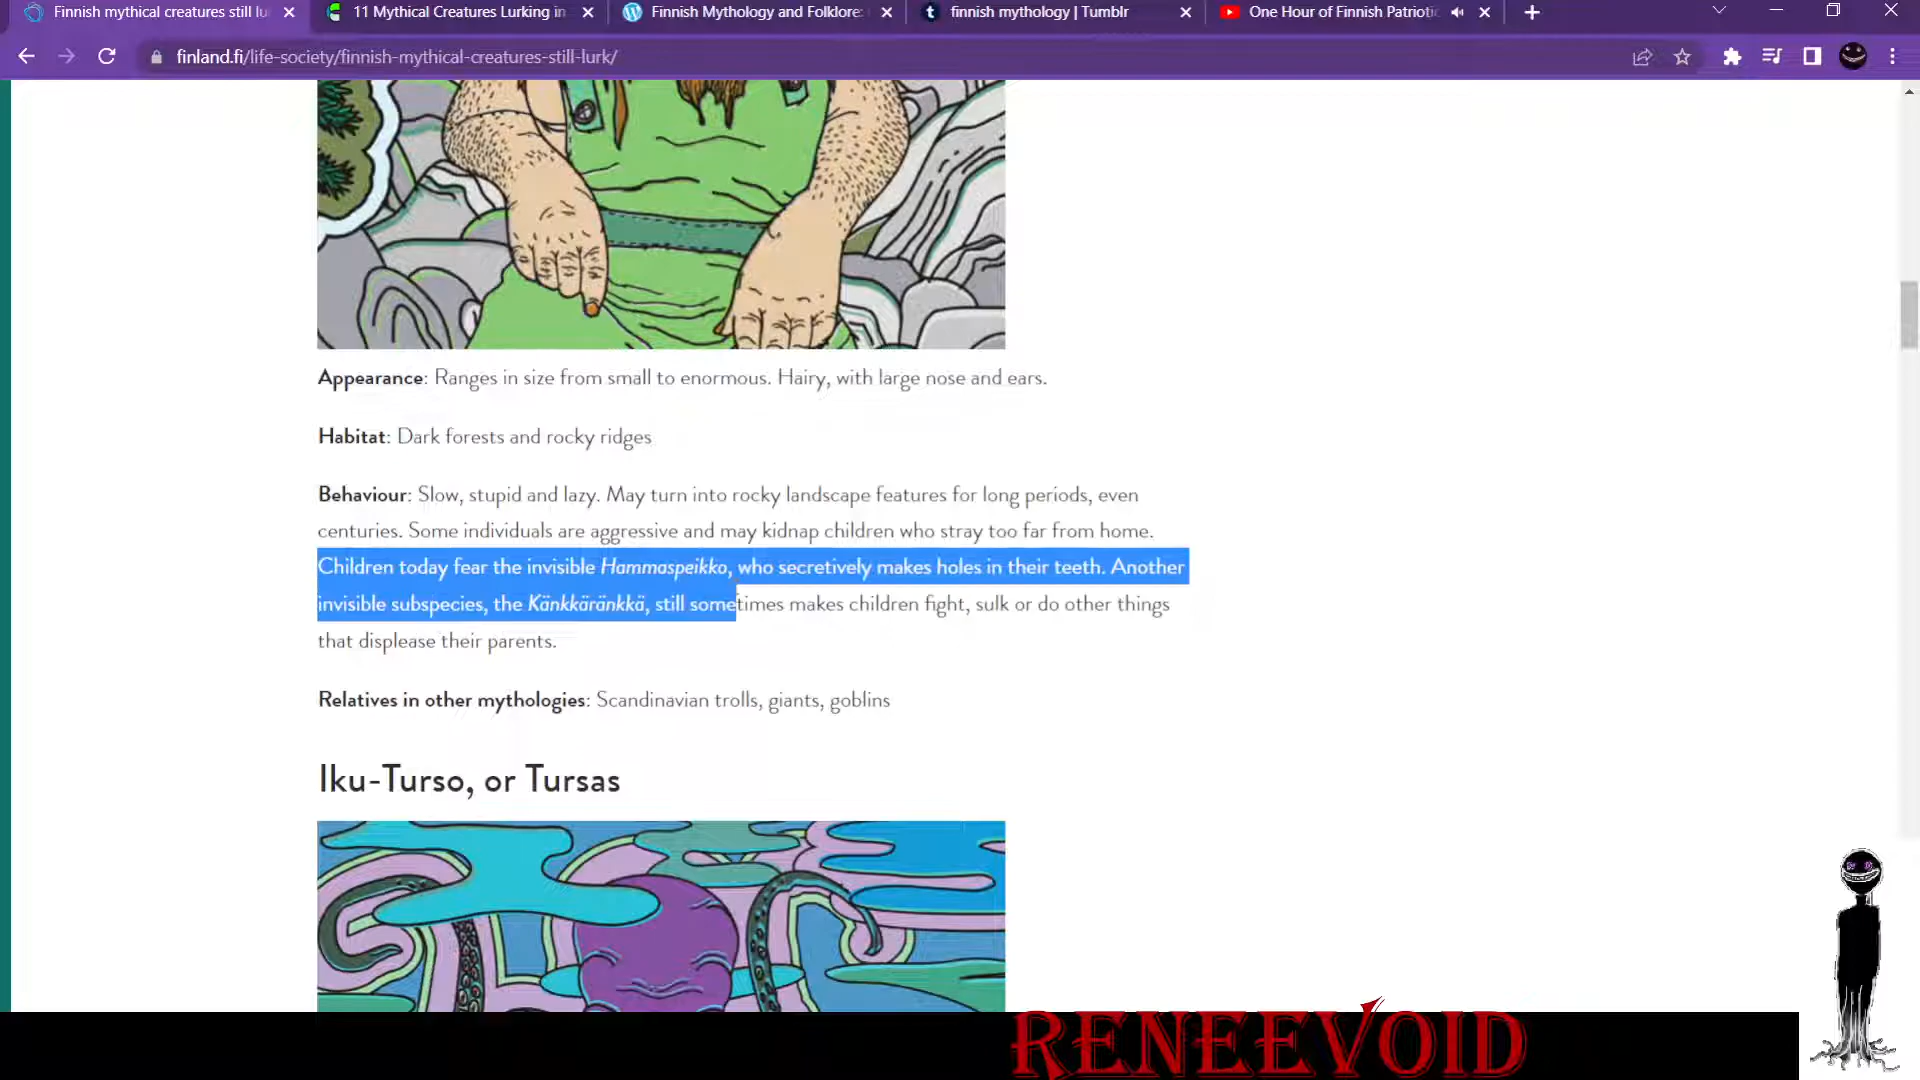 Finnish mythical creatures still lu
11 Mythical Creatures Lurking in
Finnish Mythology and Folklore:
finnish mythology | Tumblr
One Hour of Finnish Patriotic
finland.fi/life-society/finnish-mythical-creatures-still-lurk/
Appearance: Ranges in size from small to enormous. Hairy, with large nose and ears.
Habitat: Dark forests and rocky ridges
Behaviour: Slow, stupid and lazy. May turn into rocky landscape features for long periods, even
centuries. Some individuals are aggressive and may kidnap children who stray too far from home.
Children today fear the invisible Hammaspeikko, who secretively makes holes in their teeth. Another
invisible subspecies, the Känkkäränkkä, still sometimes makes children fight, sulk or do other things
that displease their parents.
Relatives in other mythologies: Scandinavian trolls, giants, goblins
Iku-Turso, or Tursas
RENEEVOID